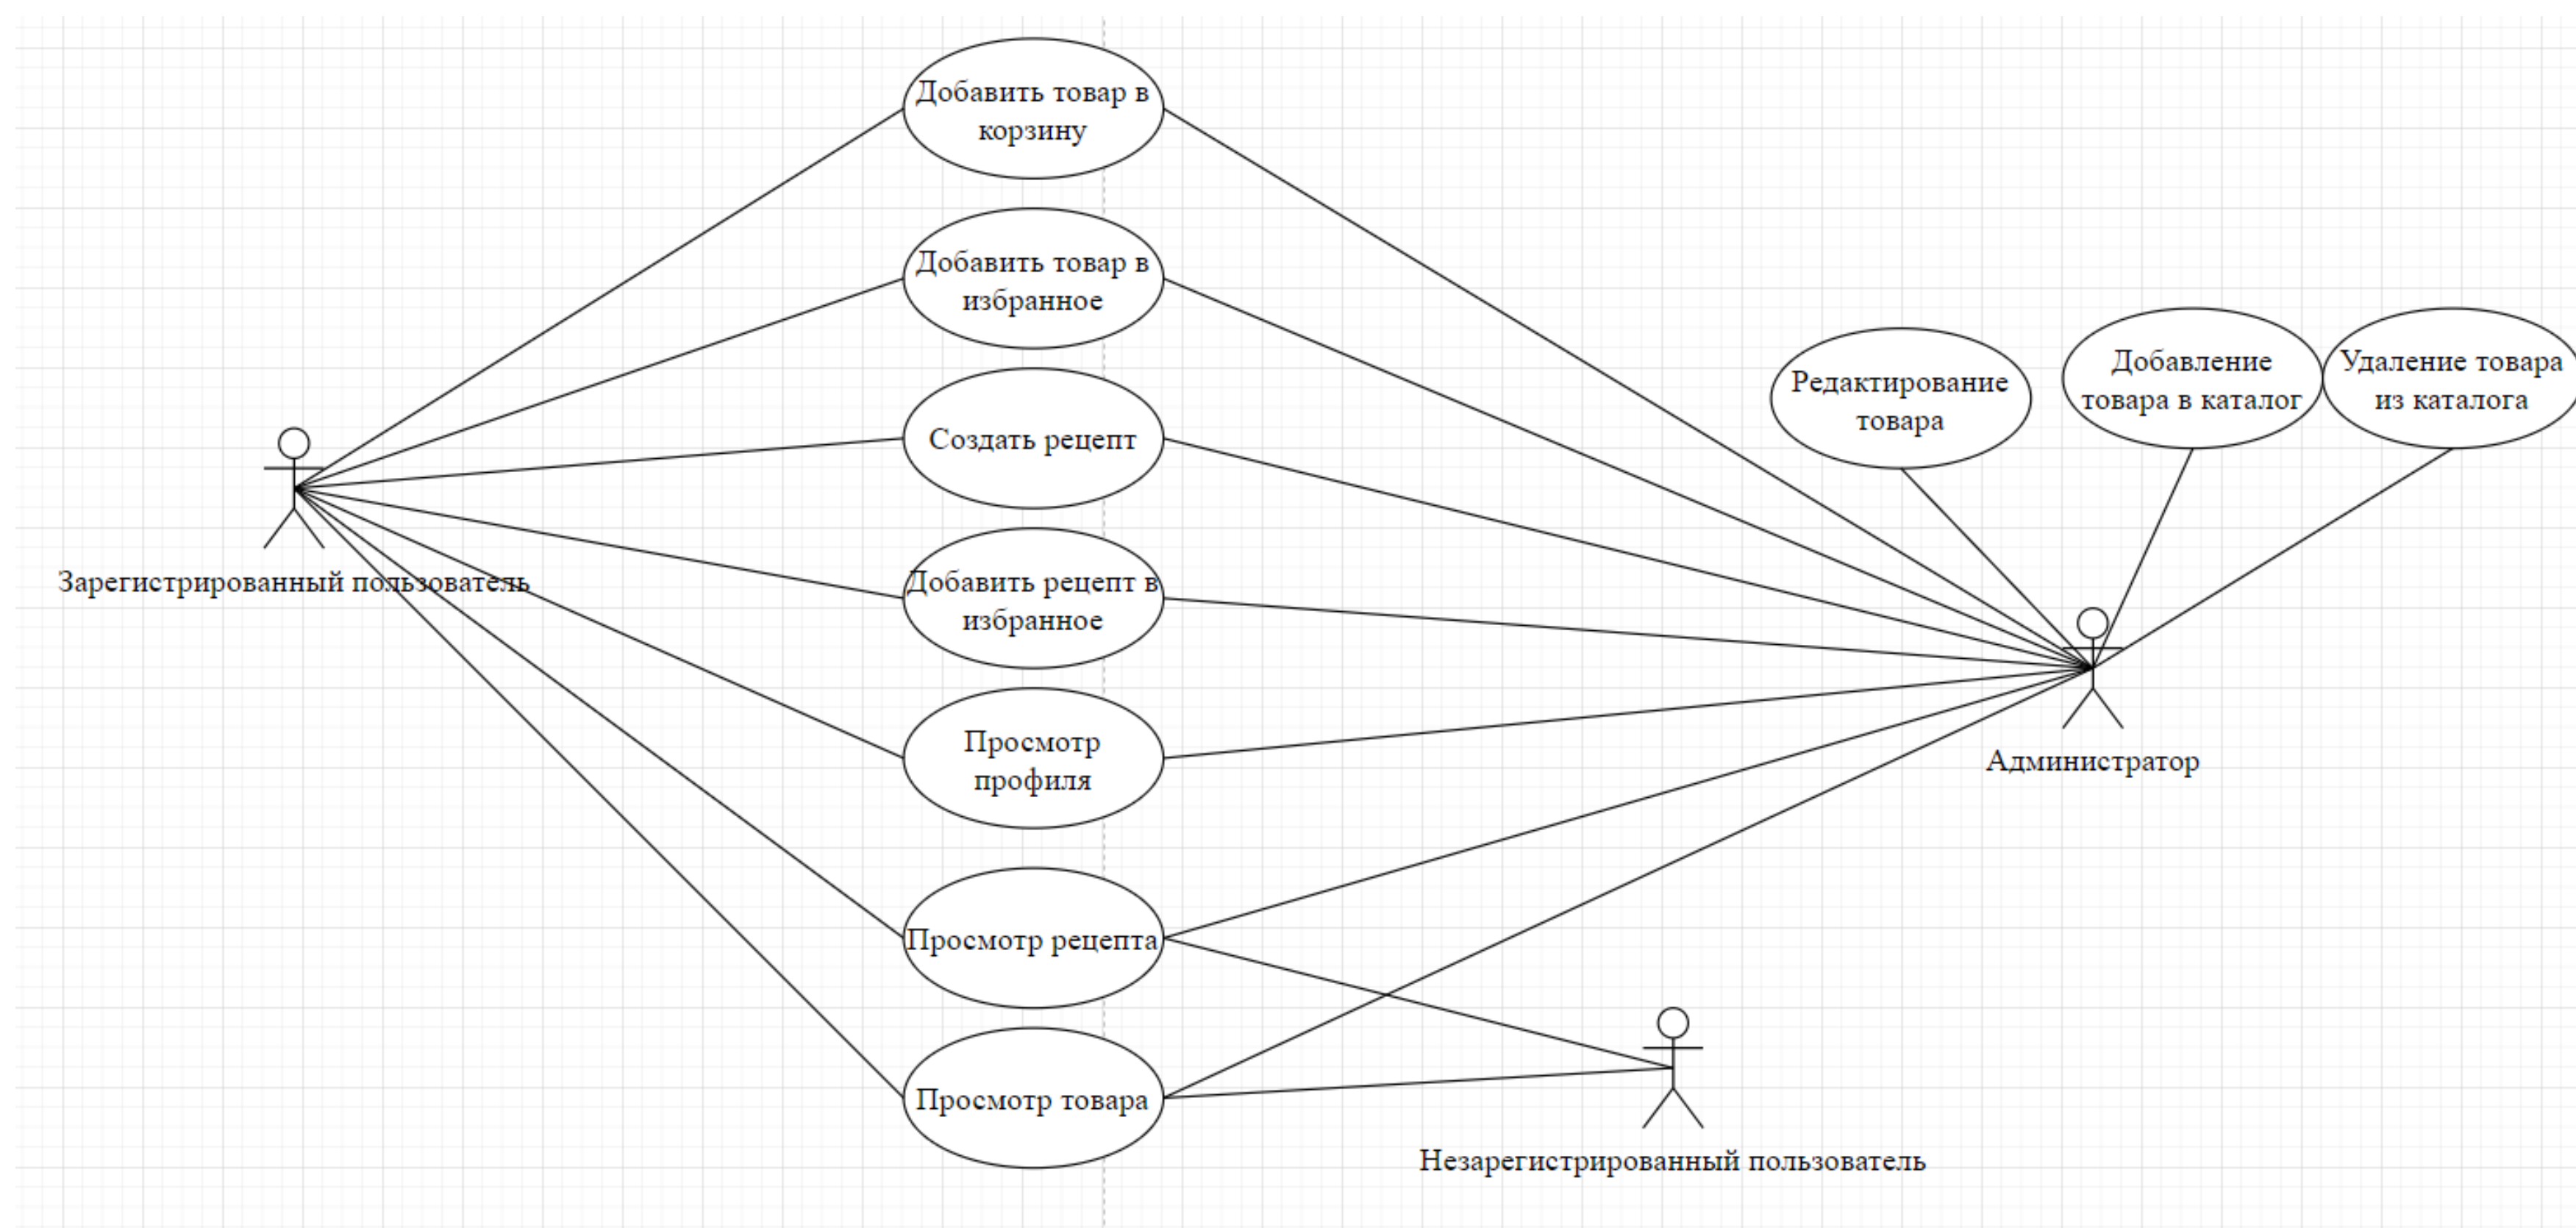 Добавить товар в
корзину
Добавить товар в
избранное
Создать рецепт
Добавить рецепт в
избранное
Просмотр
профиля
Просмотр рецепта
Просмотр товара
Зарегистрированный пользователь
Редактирование
товара
Добавление
товара в каталог
Удаление товара
из каталога
Администратор
Незарегистрированный пользователь